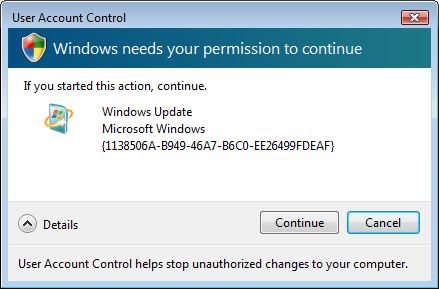 User Account Control
Windows needs your permission to continue
If you started this action, continue.
Windows Update
Microsoft Windows
{1138506A-B949-46A7-B6C0-EE26499FDEAF}
Details
Continue
Cancel
User Account Control helps stop unauthorized changes to your computer.